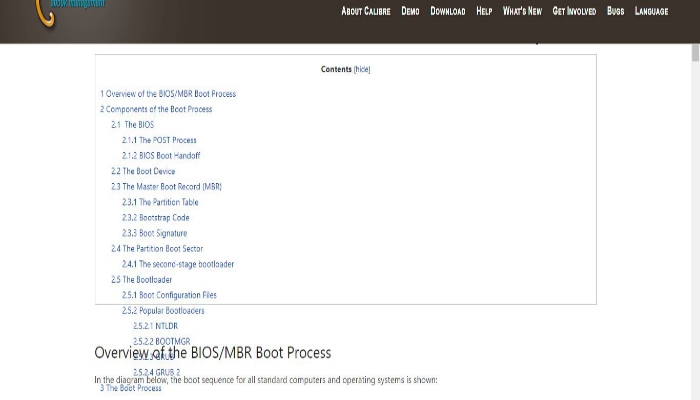 ebook management
About Calibre Demo Download Help What's New Get Involved Bugs Language
Contents [hide]
1 Overview of the BIOS/MBR Boot Process
2 Components of the Boot Process
2.1 The BIOS
2.1.1 The POST Process
2.1.2 BIOS Boot Handoff
2.2 The Boot Device
2.3 The Master Boot Record (MBR)
2.3.1 The Partition Table
2.3.2 Bootstrap Code
2.3.3 Boot Signature
2.4 The Partition Boot Sector
2.4.1 The second-stage bootloader
2.5 The Bootloader
2.5.1 Boot Configuration Files
2.5.2 Popular Bootloaders
2.5.2.1 NTLDR
2.5.2.2 BOOTMGR
Overview of the BIOS/MBR Boot Process
2.5.2.3 GRUB
2.5.2.4 GRUB 2
In the diagram below, the boot sequence for all standard computers and operating systems is shown:
3 The Boot Process